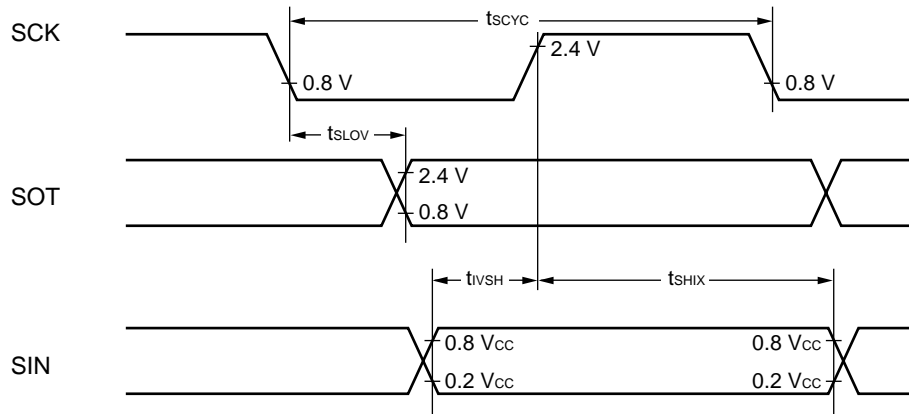 tSCYC
SCK
2.4 V
0.8 V
0.8 V
tSLOV
2.4 V
SOT
0.8 V
tIVSH
tSHIX
0.8 VCC
0.8 VCC
SIN
0.2 VCC
0.2 VCC